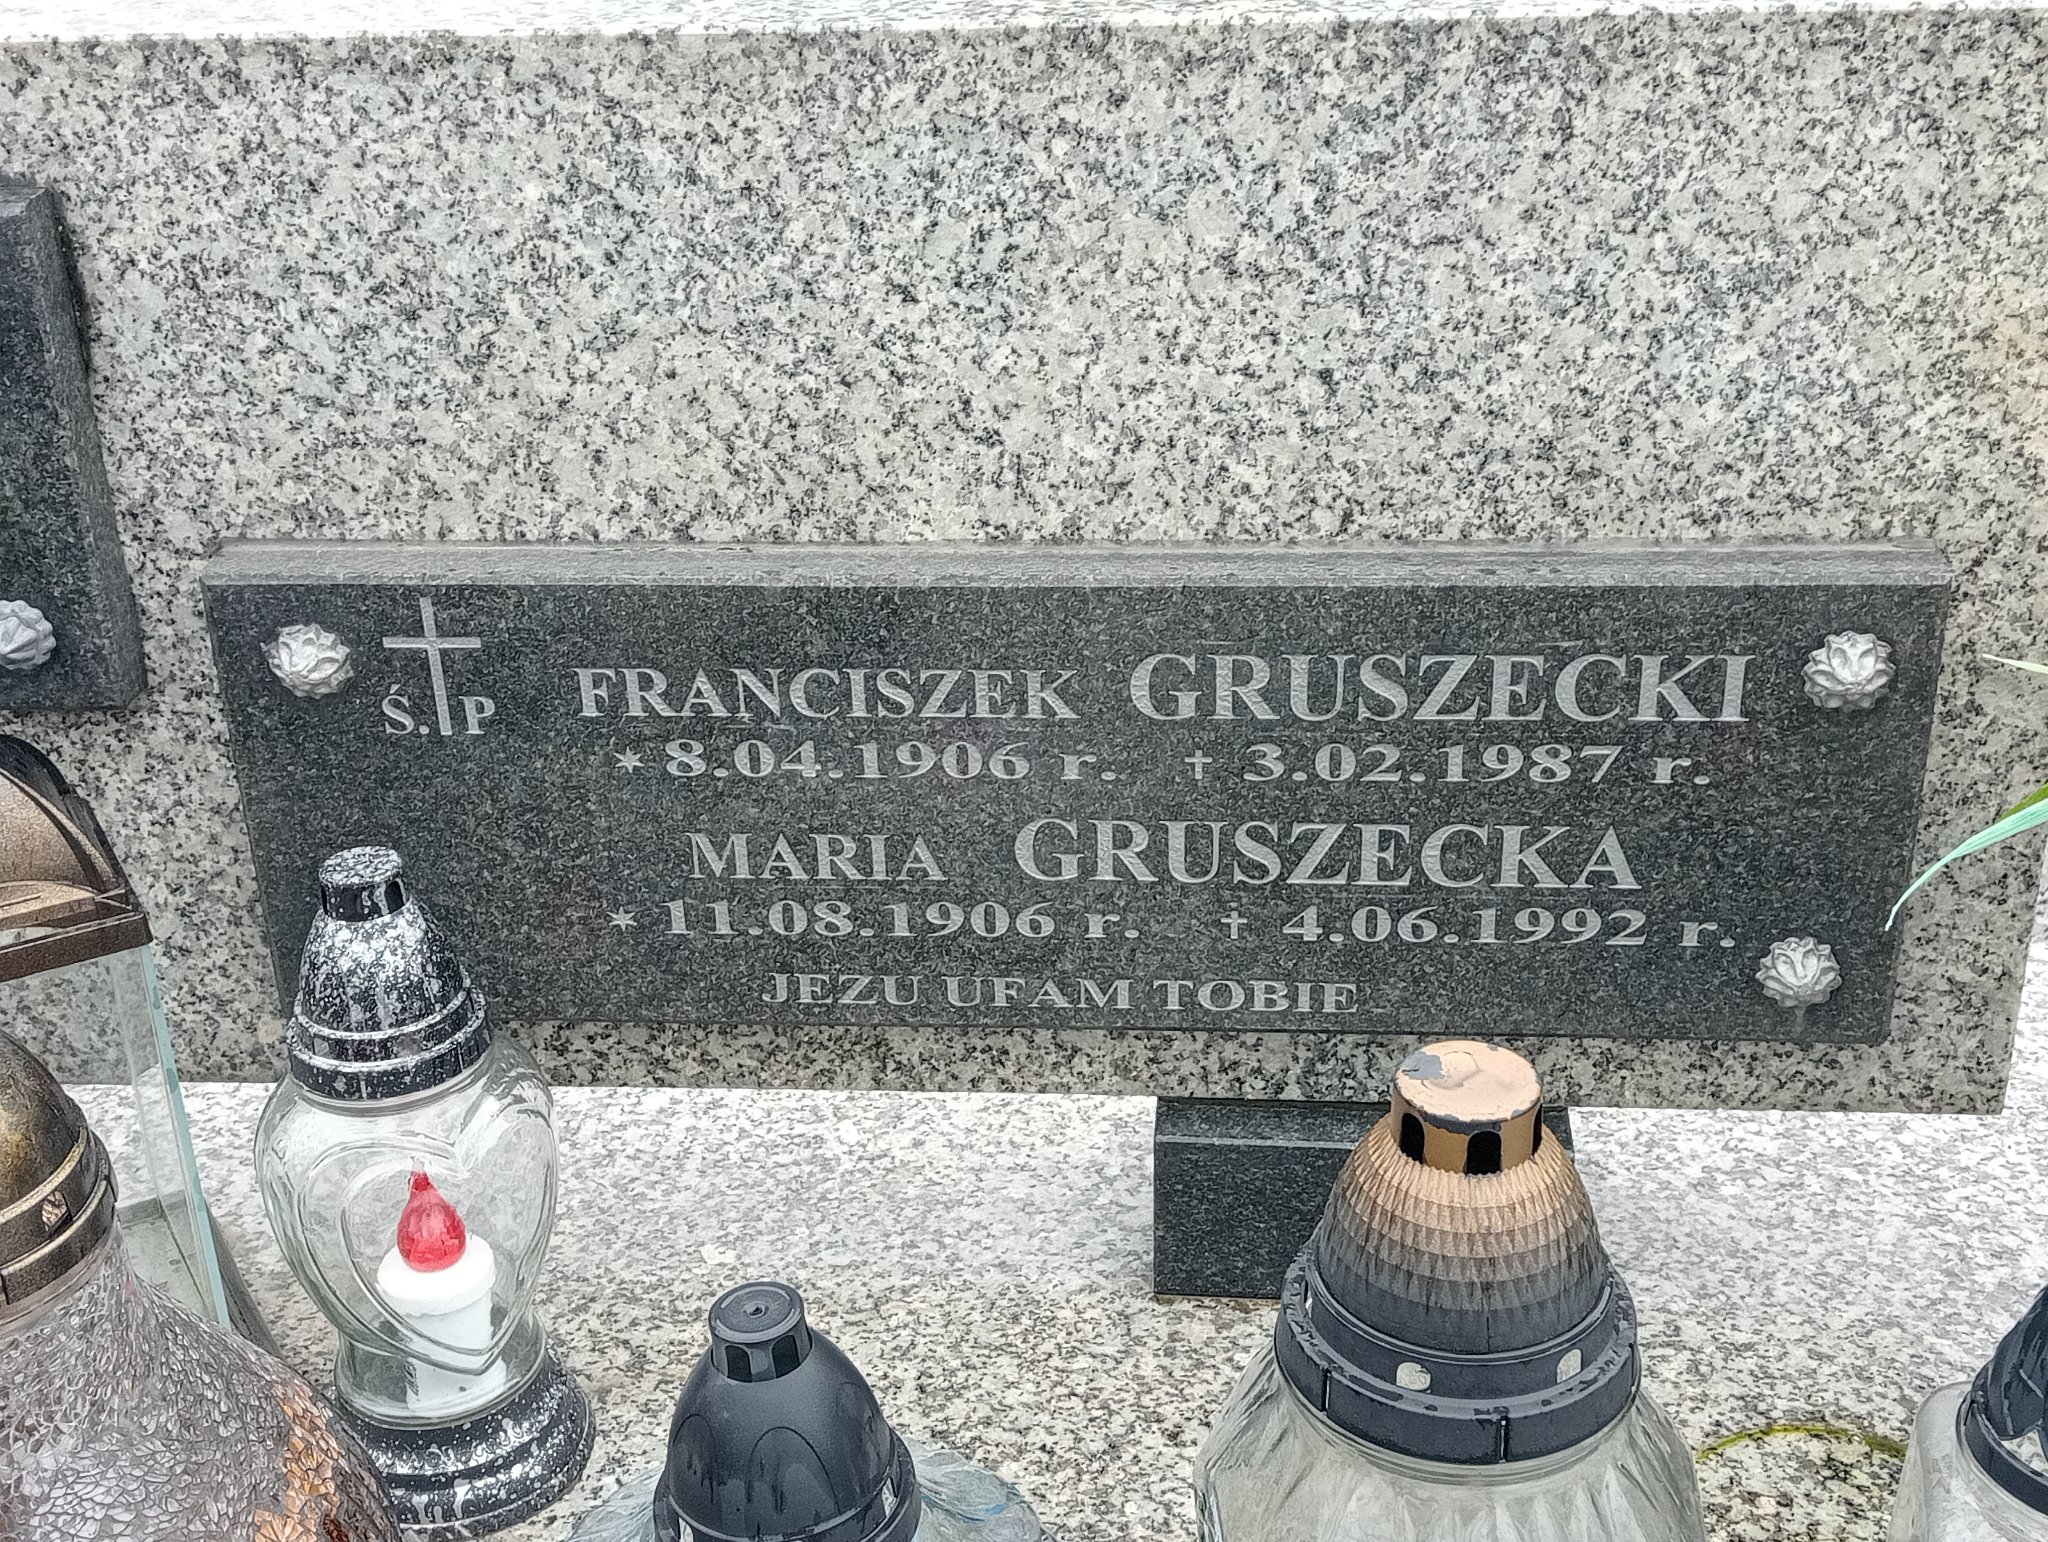 Ś.P
FRANCISZEK GRUSZECKI
* 8.04.1906 r. † 3.02.1987 r.
MARIA GRUSZECKA
* 11.08.1906 r. † 4.06.1992 r.
JEZU UFAM TOBIE